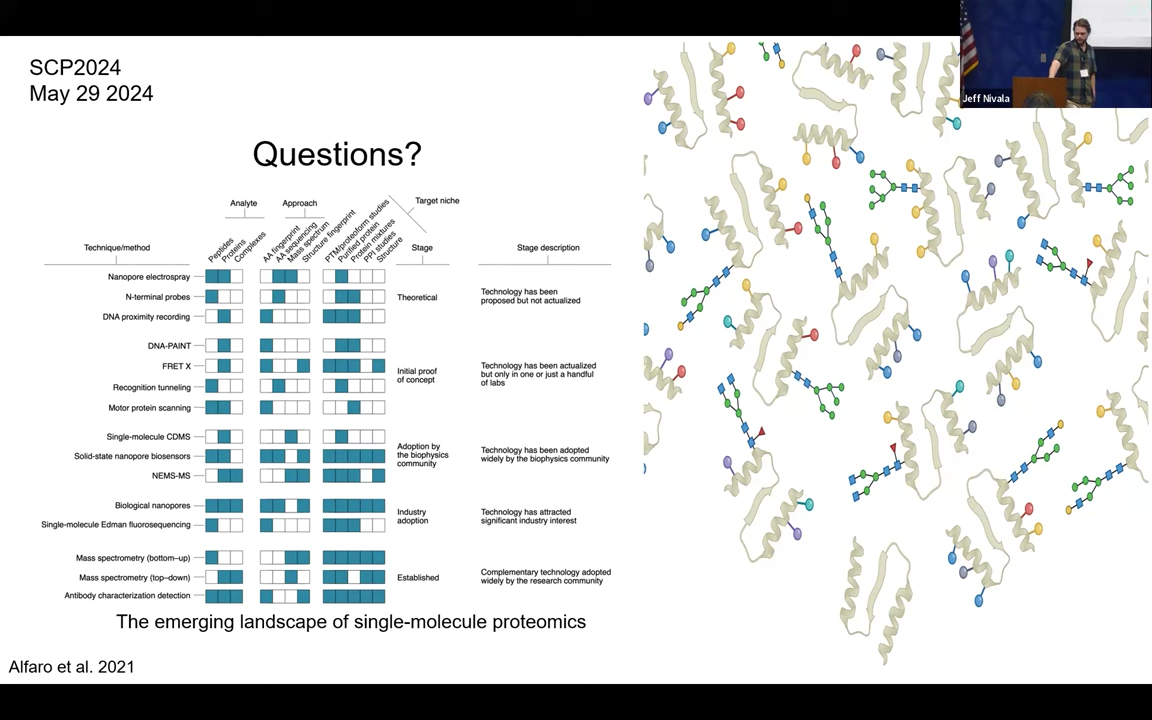 SCP2024
May 29 2024
Jeff Nivala
Questions?
Analyte
Approach
Target niche
Technique/method
Peptides
Proteins
Complexes
AA fingerprint
AA sequencing
Mass spectrum
Structure fingerprint
PTM/proteoform studies
Purified protein
Protein mixtures
PPI studies
Structure
Stage
Stage description
Nanopore electrospray
N-terminal probes
DNA proximity recording
Theoretical
Technology has been
proposed but not actualized
DNA-PAINT
FRET X
Recognition tunneling
Motor protein scanning
Initial proof
of concept
Technology has been actualized
but only in one or just a handful
of labs
Single-molecule CDMS
Solid-state nanopore biosensors
NEMS-MS
Adoption by
the biophysics
community
Technology has been adopted
widely by the biophysics community
Biological nanopores
Single-molecule Edman fluorosequencing
Industry
adoption
Technology has attracted
significant industry interest
Mass spectrometry (bottom–up)
Mass spectrometry (top–down)
Antibody characterization detection
Established
Complementary technology adopted
widely by the research community
The emerging landscape of single-molecule proteomics
Alfaro et al. 2021